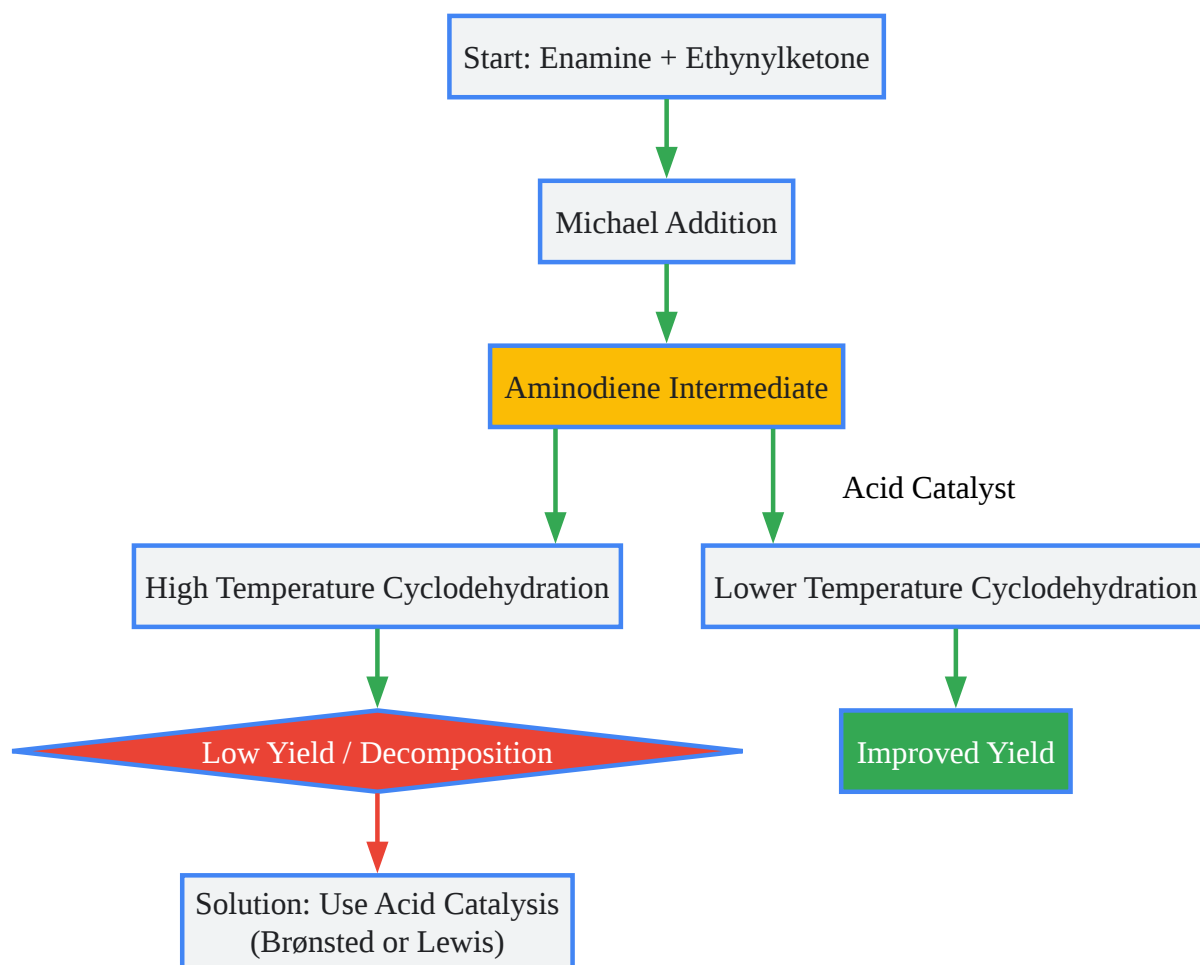 Start: Enamine + Ethynylketone
Michael Addition
Aminodiene Intermediate
Acid Catalyst
High Temperature Cyclodehydration
Lower Temperature Cyclodehydration
Low Yield / Decomposition
Improved Yield
Solution: Use Acid Catalysis
(Brønsted or Lewis)